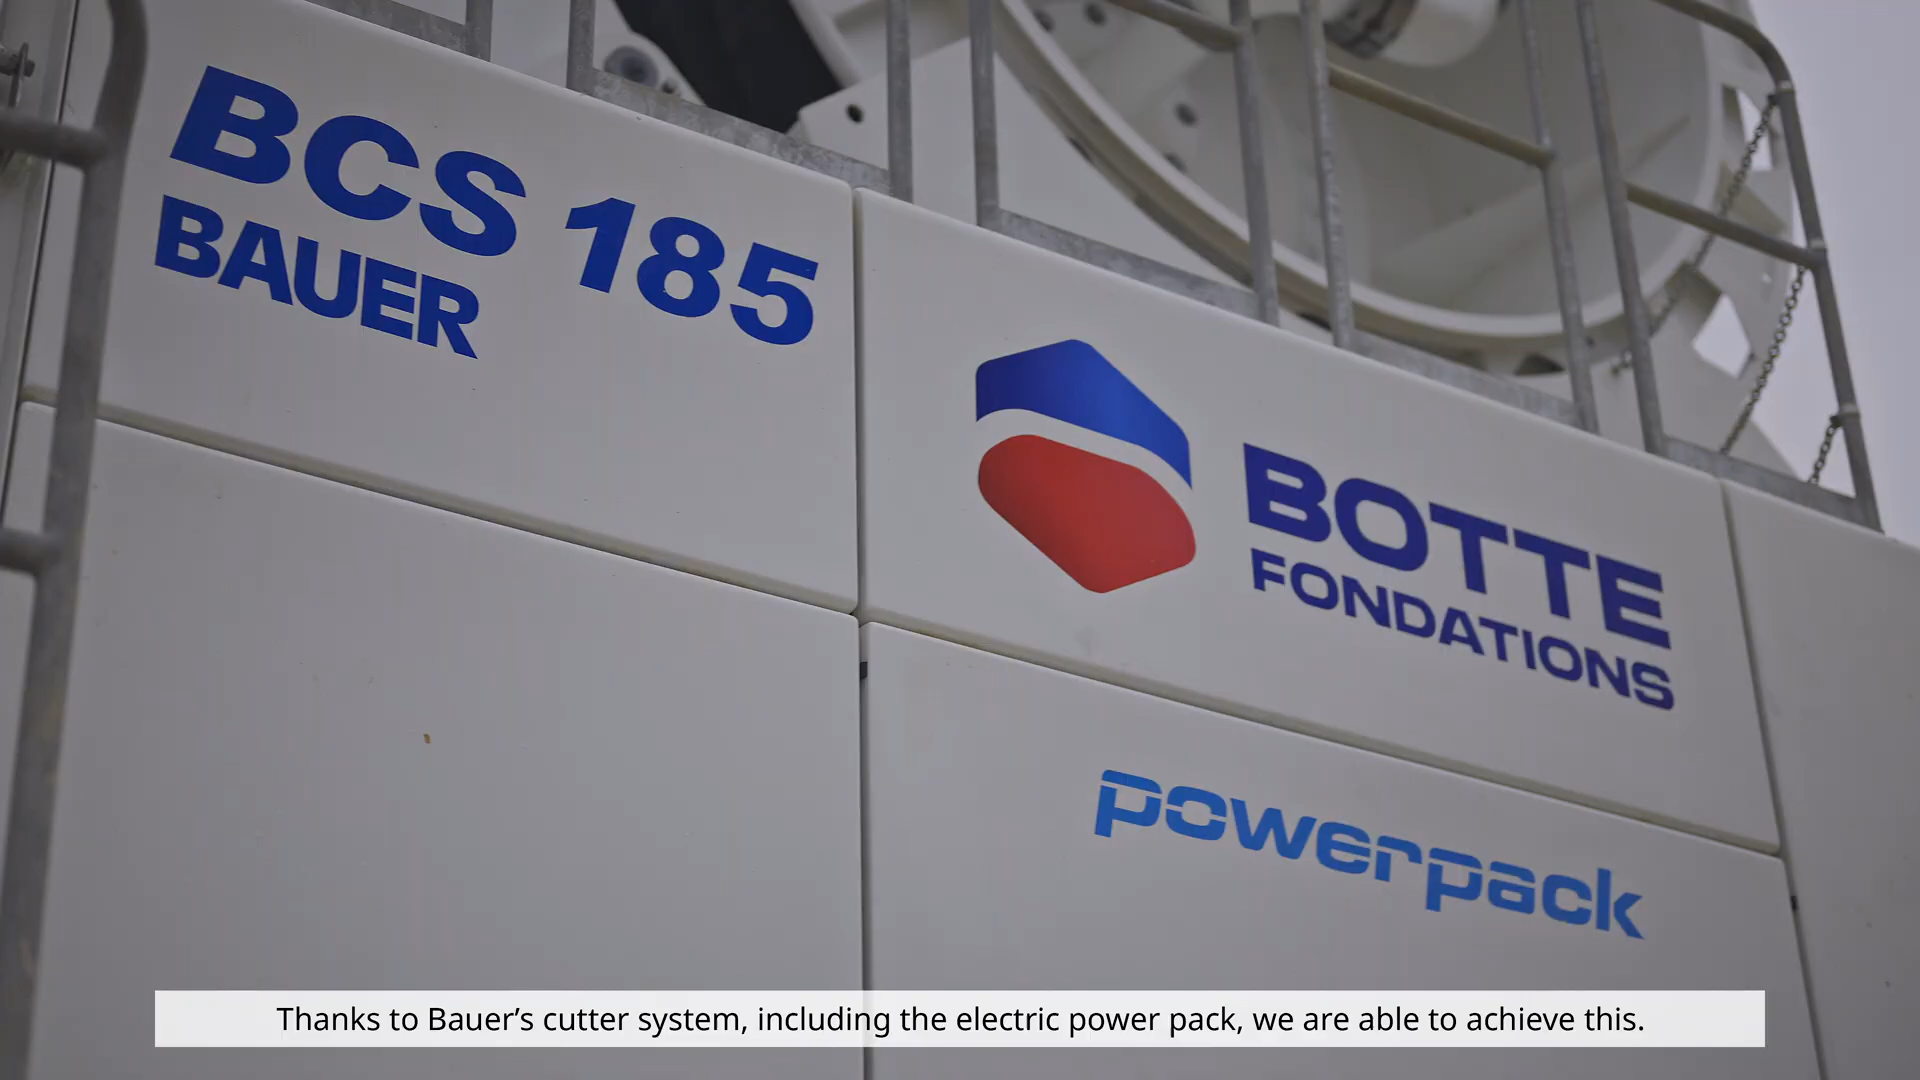 BCS 185
BAUER
BOTTE
FONDATIONS
powerpack
Thanks to Bauer’s cutter system, including the electric power pack, we are able to achieve this.